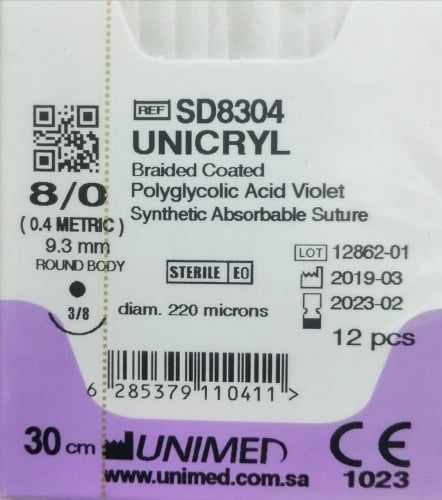 REF SD8304
UNICRYL
Braided Coated
Polyglycolic Acid Violet
Synthetic Absorbable Suture
8/0
(0.4 METRIC)
9.3 mm
ROUND BODY
3/8
STERILE EO
diam. 220 microns
LOT 12862-01
2019-03
2023-02
12 pcs
6 285379 110411 >
30 cm
UNIMED
www.unimed.com.sa
CE
1023